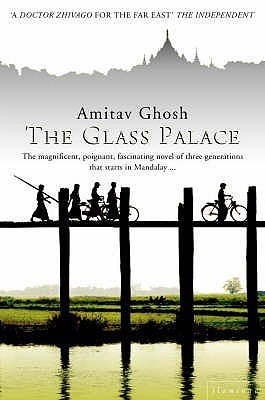 'A DOCTOR ZHIVAGO FOR THE FAR EAST' THE INDEPENDENT
Amitav Ghosh
THE GLASS PALACE
The magnificent, poignant, fascinating novel of three generations
that starts in Mandalay ...
flamingo